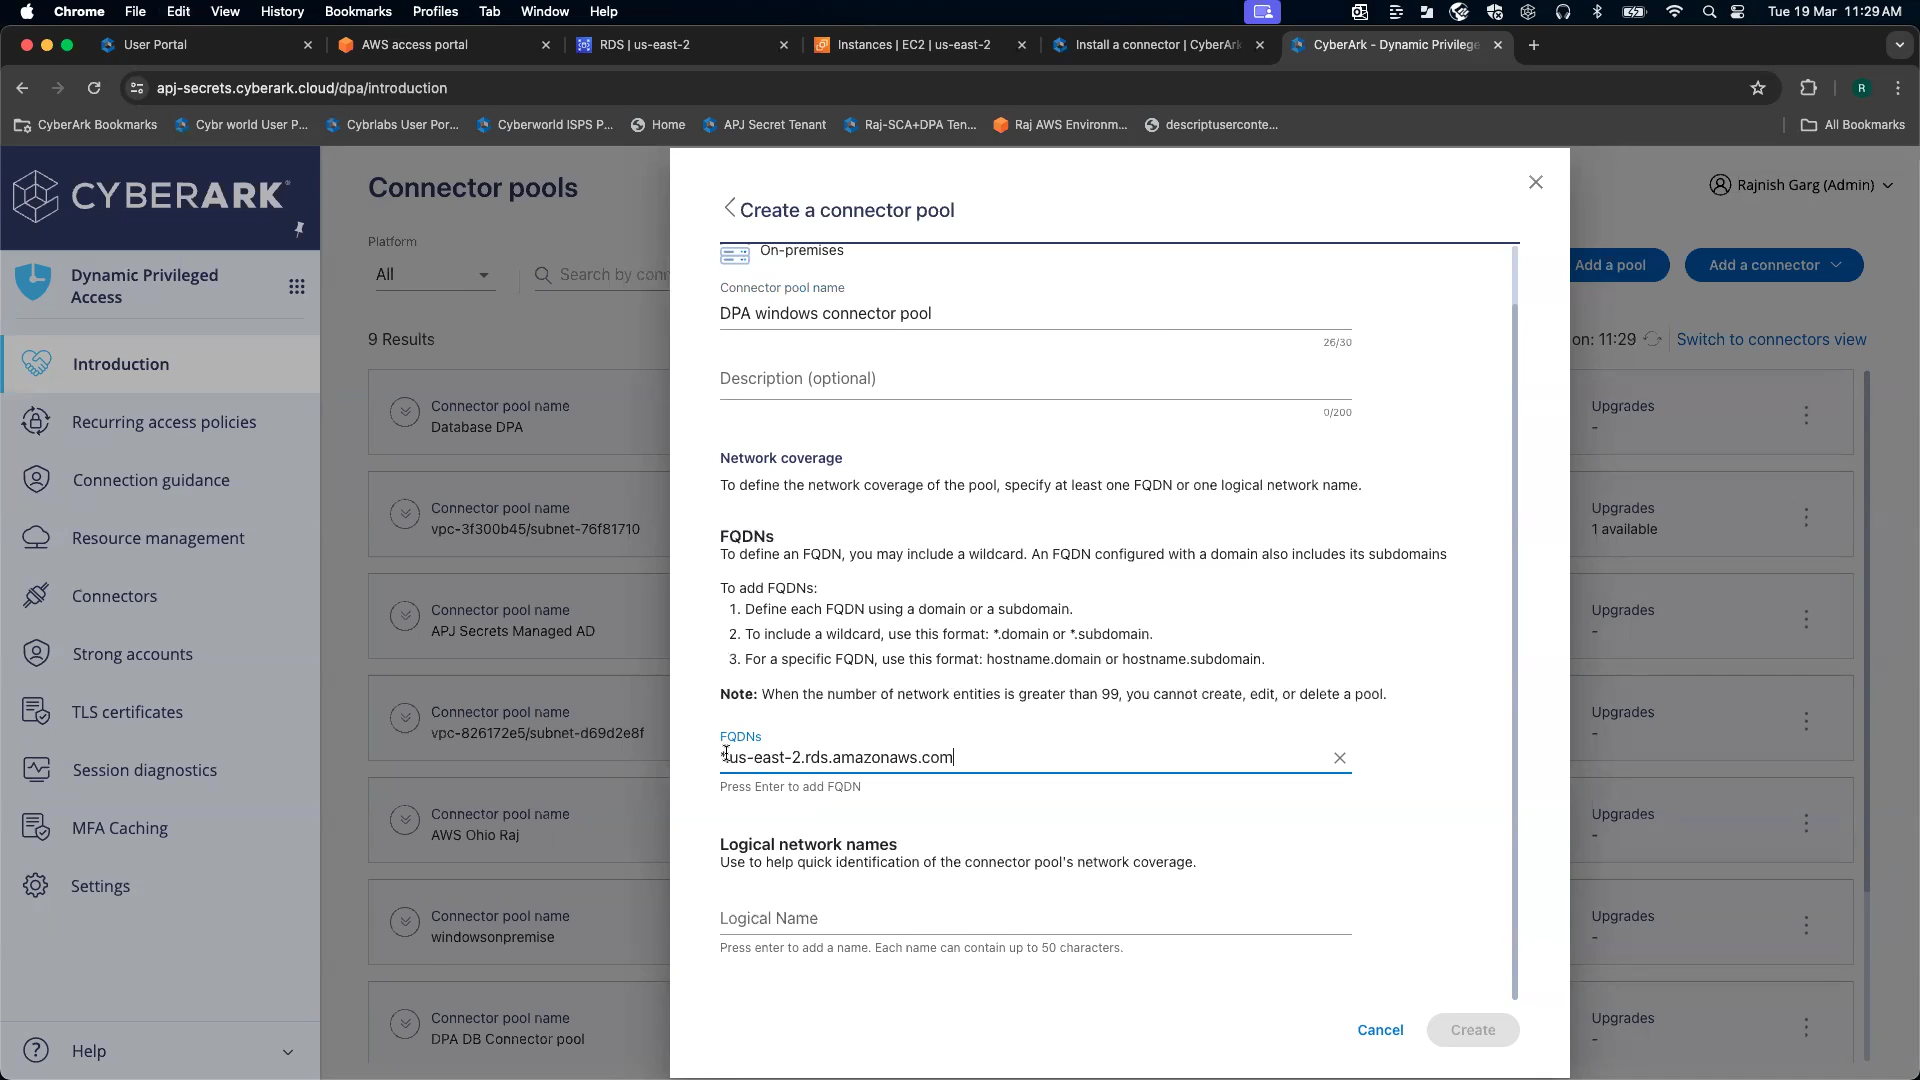 Chrome File Edit View History Bookmarks Profiles Tab Window Help Tue 19 Mar 11:29 AM
User Portal AWS access portal RDS | us-east-2 Instances | EC2 | us-east-2 Install a connector | CyberArk CyberArk - Dynamic Privilege
apj-secrets.cyberark.cloud/dpa/introduction R
CyberArk Bookmarks Cybr world User P... Cybrlabs User Por... Cyberworld ISPS P... Home APJ Secret Tenant Raj-SCA+DPA Ten... Raj AWS Environm... descriptuserconte... All Bookmarks
CYBERARK
Dynamic Privileged
Access
Introduction
Recurring access policies
Connection guidance
Resource management
Connectors
Strong accounts
TLS certificates
Session diagnostics
MFA Caching
Settings
Help
Connector pools
Rajnish Garg (Admin)
Platform
All
Search by conn
Add a pool
Add a connector
9 Results
on: 11:29
Switch to connectors view
Connector pool name
Database DPA
Upgrades
-
Connector pool name
vpc-3f300b45/subnet-76f81710
Upgrades
1 available
Connector pool name
APJ Secrets Managed AD
Upgrades
-
Connector pool name
vpc-826172e5/subnet-d69d2e8f
Upgrades
-
Connector pool name
AWS Ohio Raj
Upgrades
-
Connector pool name
windowsonpremise
Upgrades
-
Connector pool name
DPA DB Connector pool
Upgrades
-
Create a connector pool
On-premises
Connector pool name
DPA windows connector pool
26/30
Description (optional)
0/200
Network coverage
To define the network coverage of the pool, specify at least one FQDN or one logical network name.
FQDNs
To define an FQDN, you may include a wildcard. An FQDN configured with a domain also includes its subdomains
To add FQDNs:
1. Define each FQDN using a domain or a subdomain.
2. To include a wildcard, use this format: *.domain or *.subdomain.
3. For a specific FQDN, use this format: hostname.domain or hostname.subdomain.
Note: When the number of network entities is greater than 99, you cannot create, edit, or delete a pool.
FQDNs
us-east-2.rds.amazonaws.com
Press Enter to add FQDN
Logical network names
Use to help quick identification of the connector pool's network coverage.
Logical Name
Press enter to add a name. Each name can contain up to 50 characters.
Cancel
Create